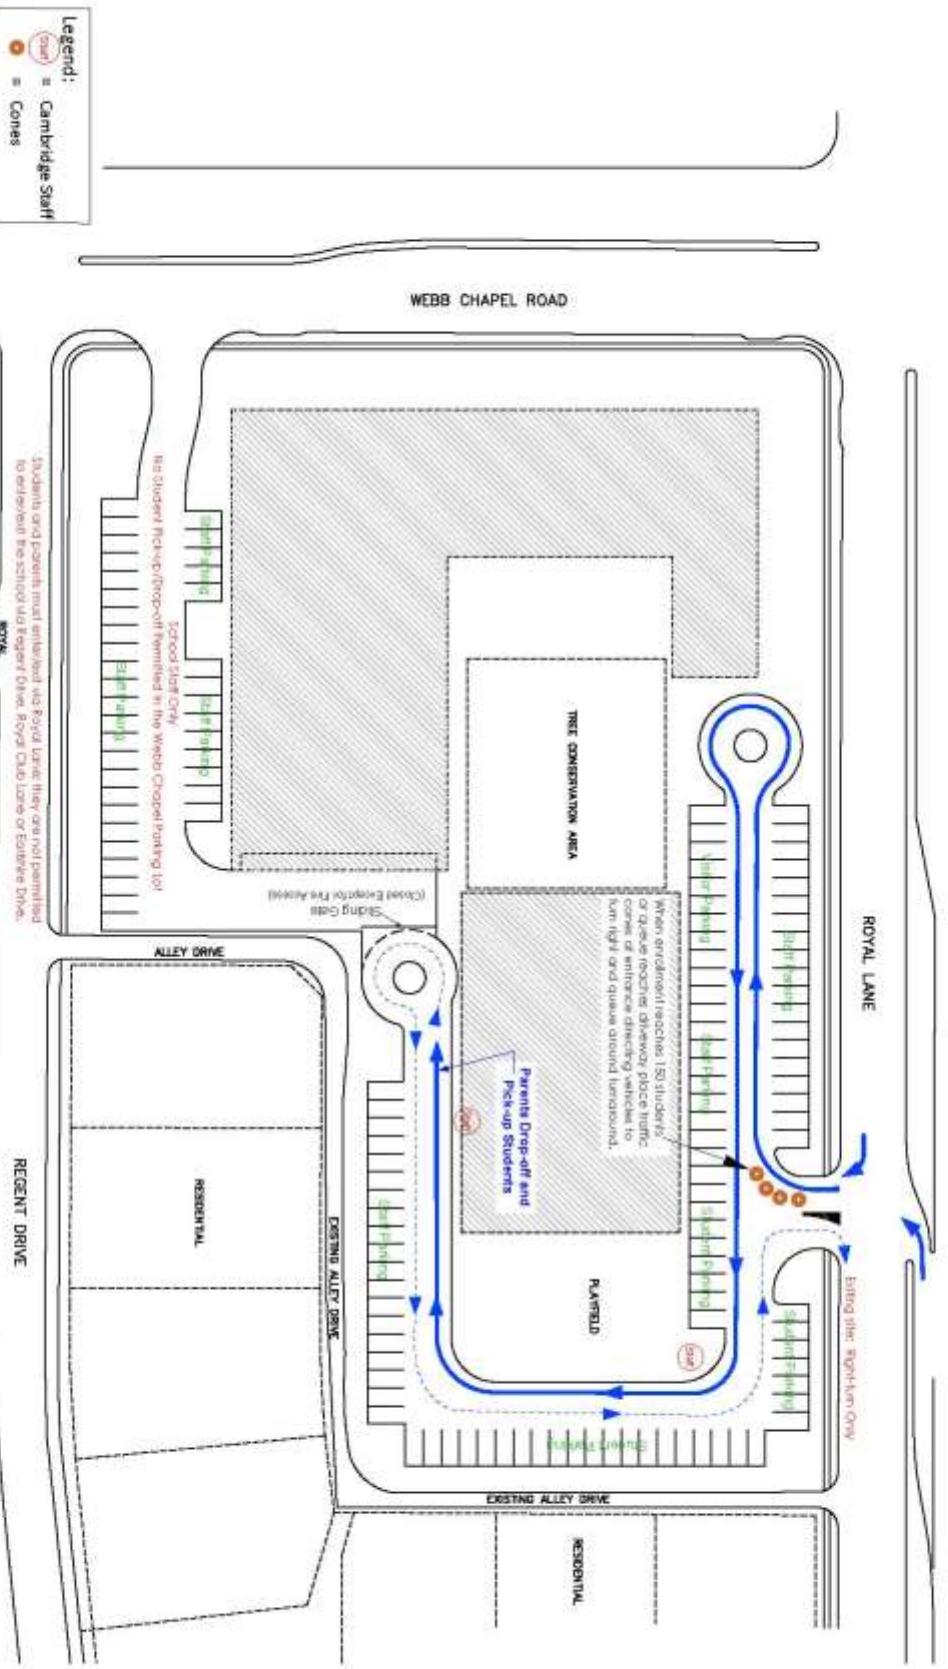 Legend:
Staff = Cambridge Staff
= Cones
WEBB CHAPEL ROAD
ROYAL LANE
Exiting site: Right-turn Only
Staff Parking
Student Parking
Visitor Parking
Staff Parking
Student Parking
When enrollment reaches 150 students
or queue reaches driveway place traffic
cones at entrance directing vehicles to
turn right and queue around turnaround.
TREE CONSERVATION AREA
PLAYFIELD
Staff
Parents Drop-off and
Pick-up Students
Staff
Student Parking
Sliding Gate
(Closed Except for Fire Access)
Staff Parking
Staff Parking
Staff Parking
School Staff Only
No Student Pick-up/Drop-off Permitted in the Webb Chapel Parking Lot
Staff Parking
ALLEY DRIVE
EXISTING ALLEY DRIVE
EXISTING ALLEY DRIVE
RESIDENTIAL
RESIDENTIAL
Students and parents must enter/exit via Royal Lane; they are not permitted
to enter/exit the school via Regent Drive, Royal Club Lane or Eastshire Drive.
REGENT DRIVE
ROYAL